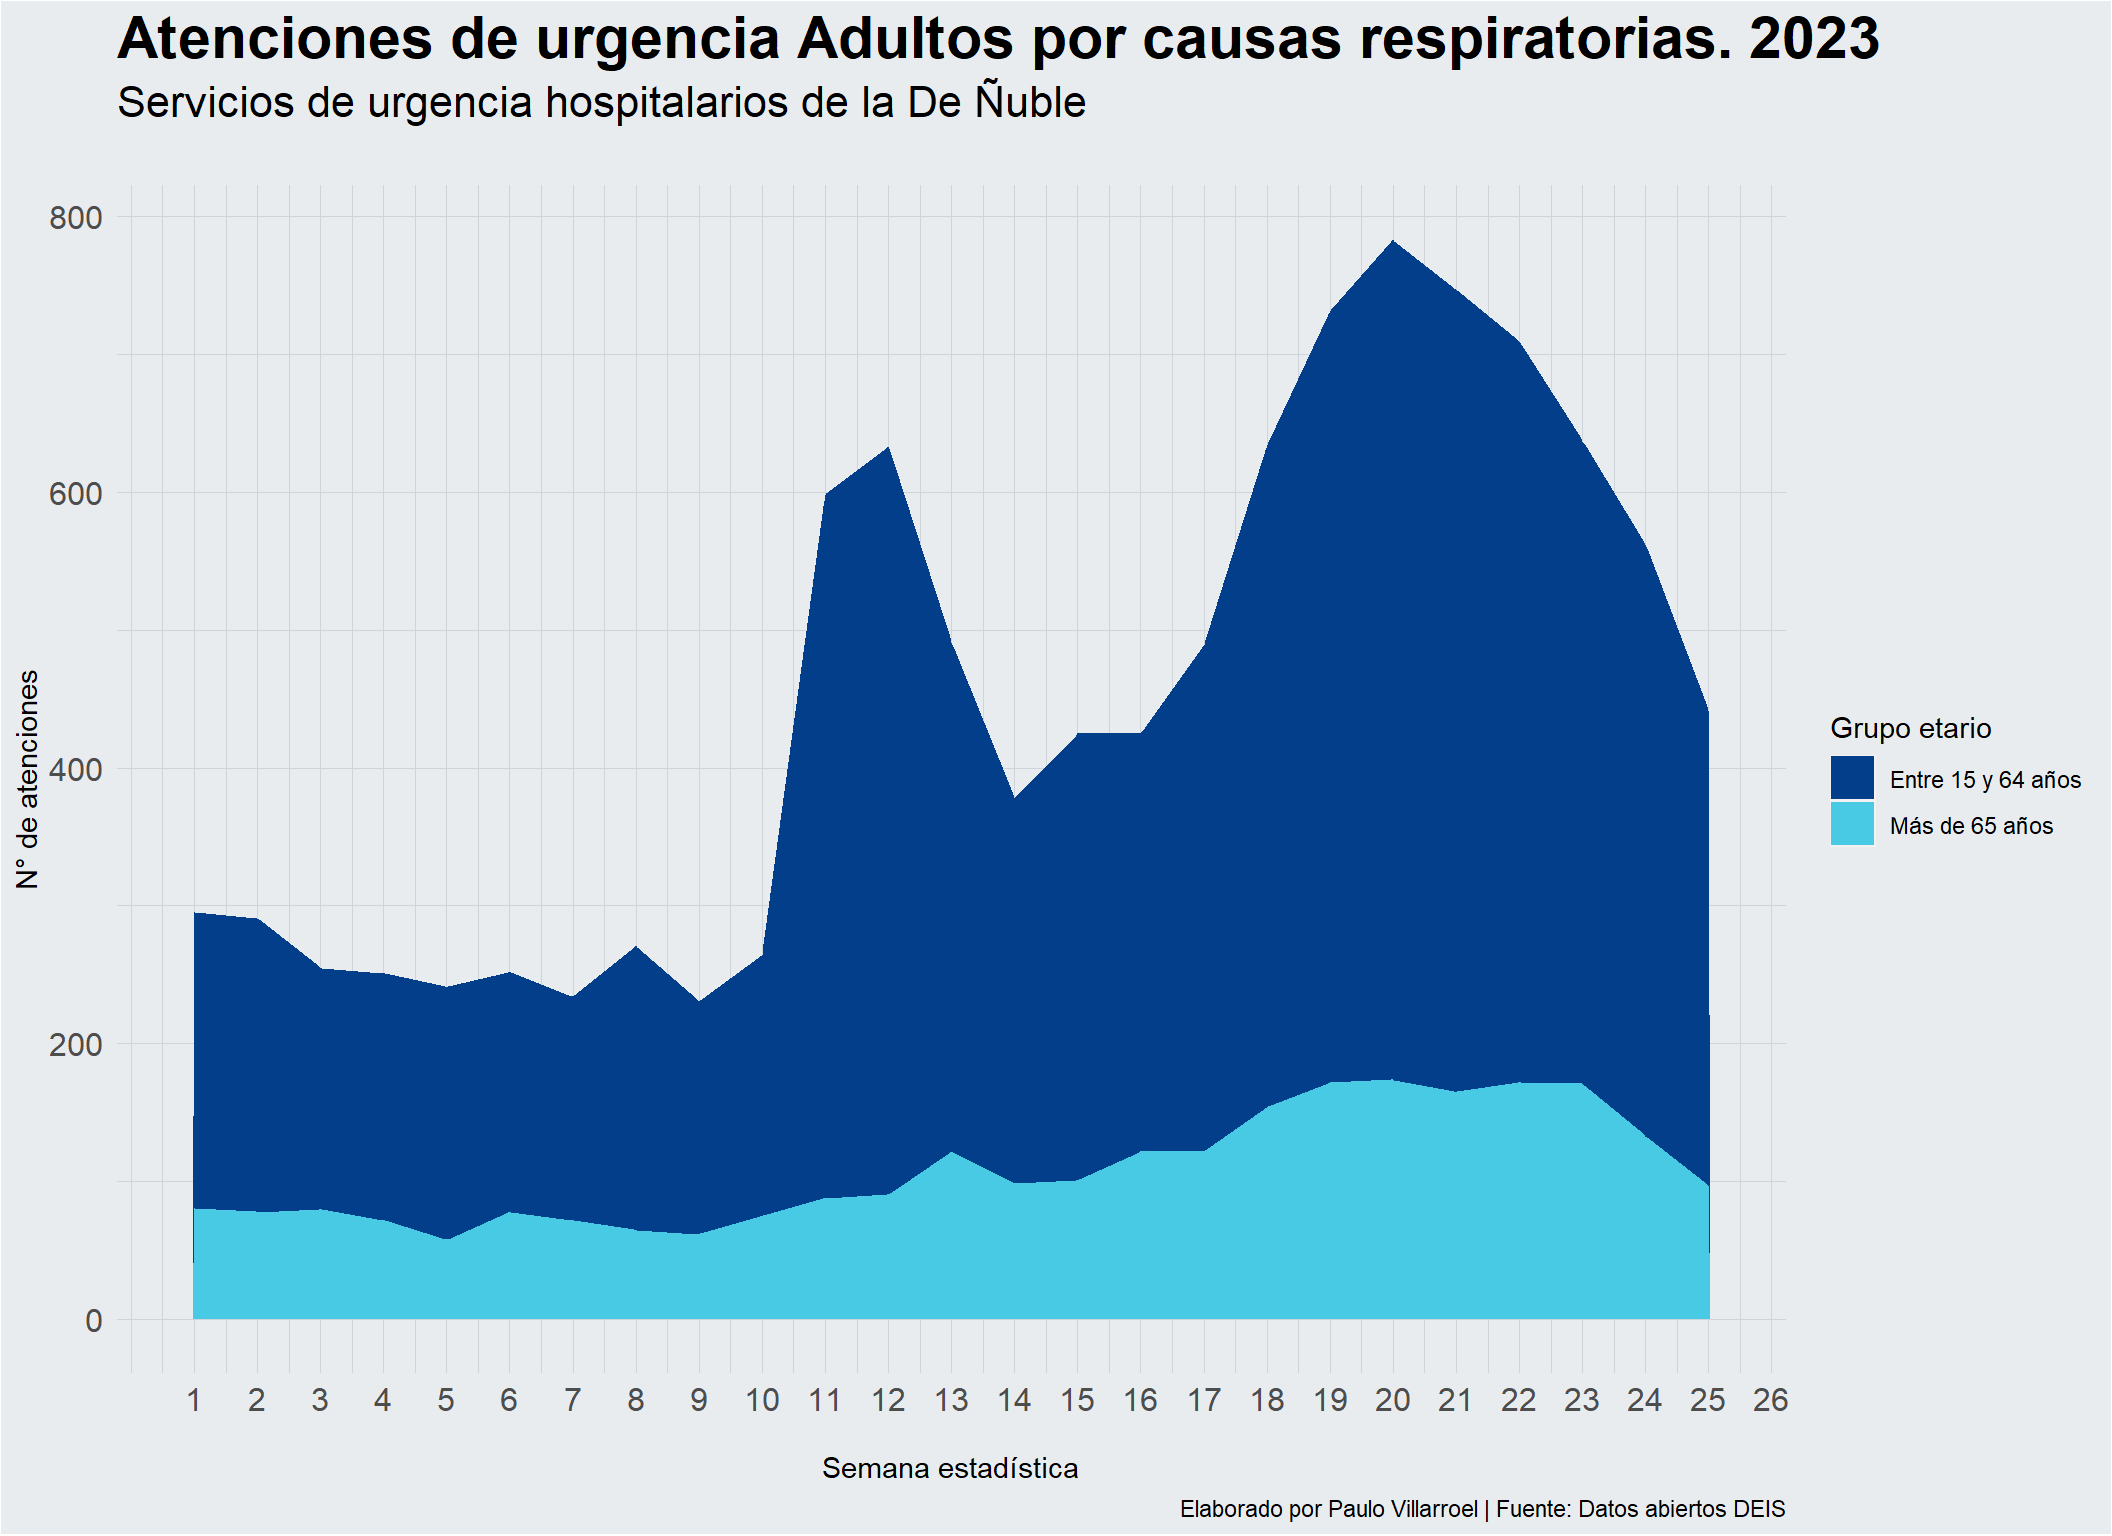 Atenciones de urgencia Adultos por causas respiratorias. 2023
Servicios de urgencia hospitalarios de la De Ñuble
800
600
400
200
0
N° de atenciones
1 2 3 4 5 6 7 8 9 10 11 12 13 14 15 16 17 18 19 20 21 22 23 24 25 26
Semana estadística
Grupo etario
Entre 15 y 64 años
Más de 65 años
Elaborado por Paulo Villarroel | Fuente: Datos abiertos DEIS